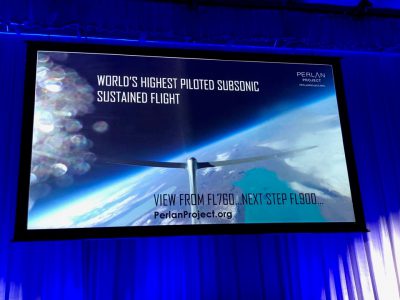 WORLD'S HIGHEST PILOTED SUBSONIC
SUSTAINED FLIGHT
PERLAN
PROJECT
VIEW FROM FL760...NEXT STEP FL900...
PerlanProject.org